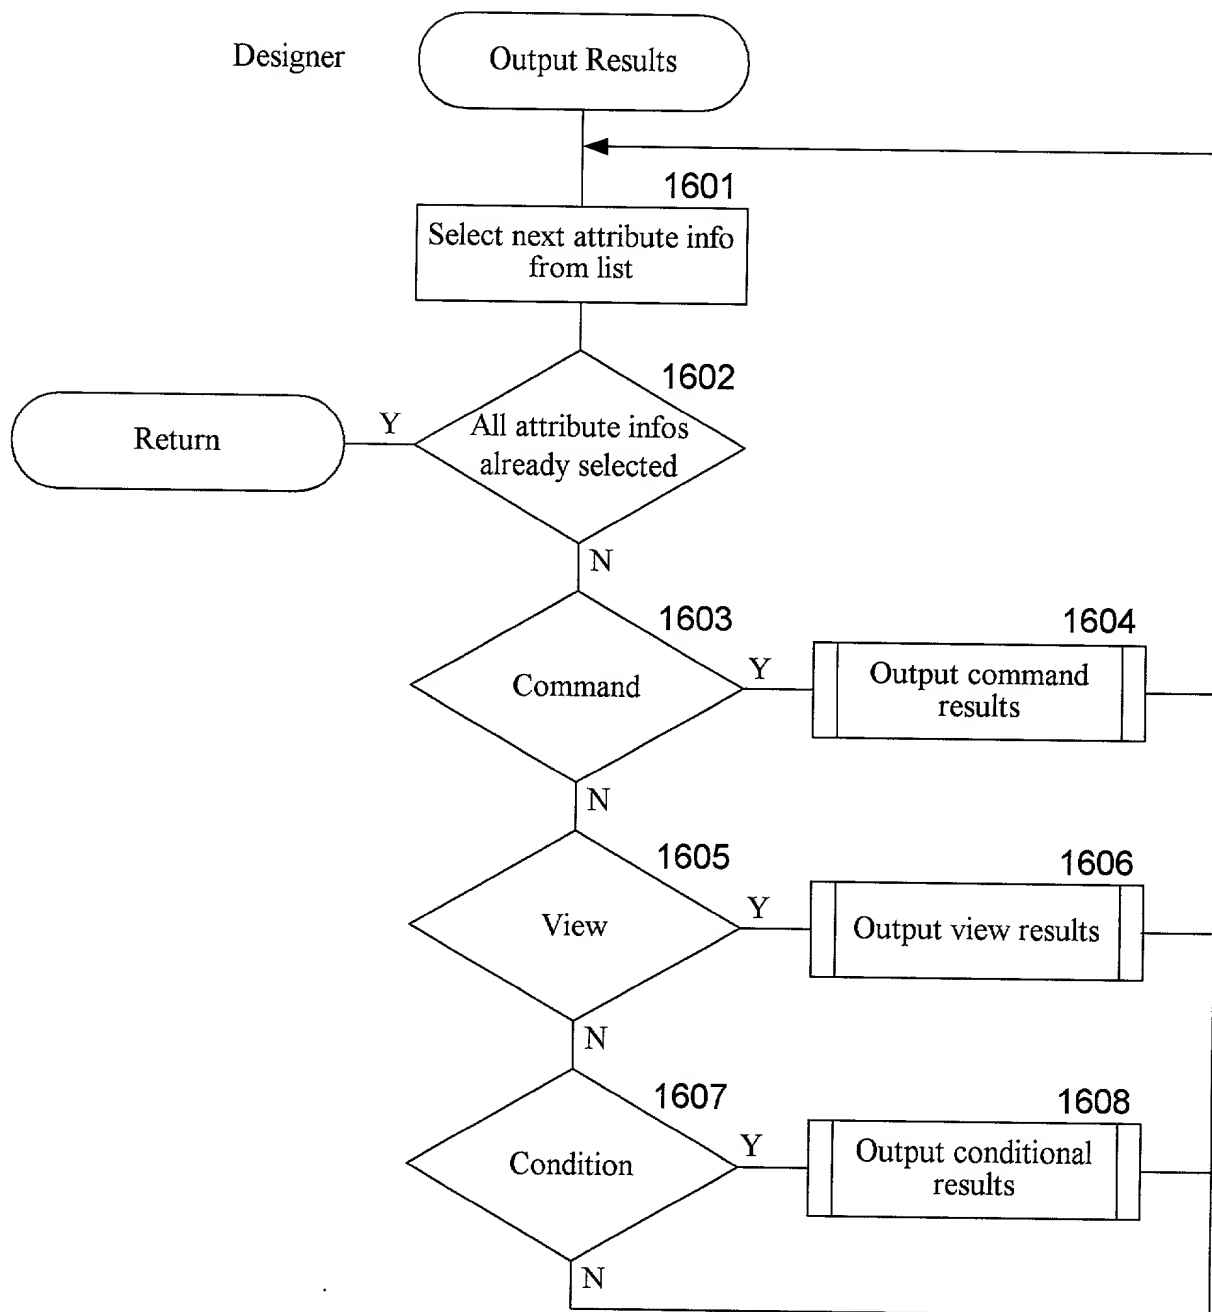 Designer
Output Results
1601
Select next attribute info
from list
1602
All attribute infos
already selected
Y
Return
N
1603
Command
Y
1604
Output command
results
N
1605
View
Y
1606
Output view results
N
1607
Condition
Y
1608
Output conditional
results
N